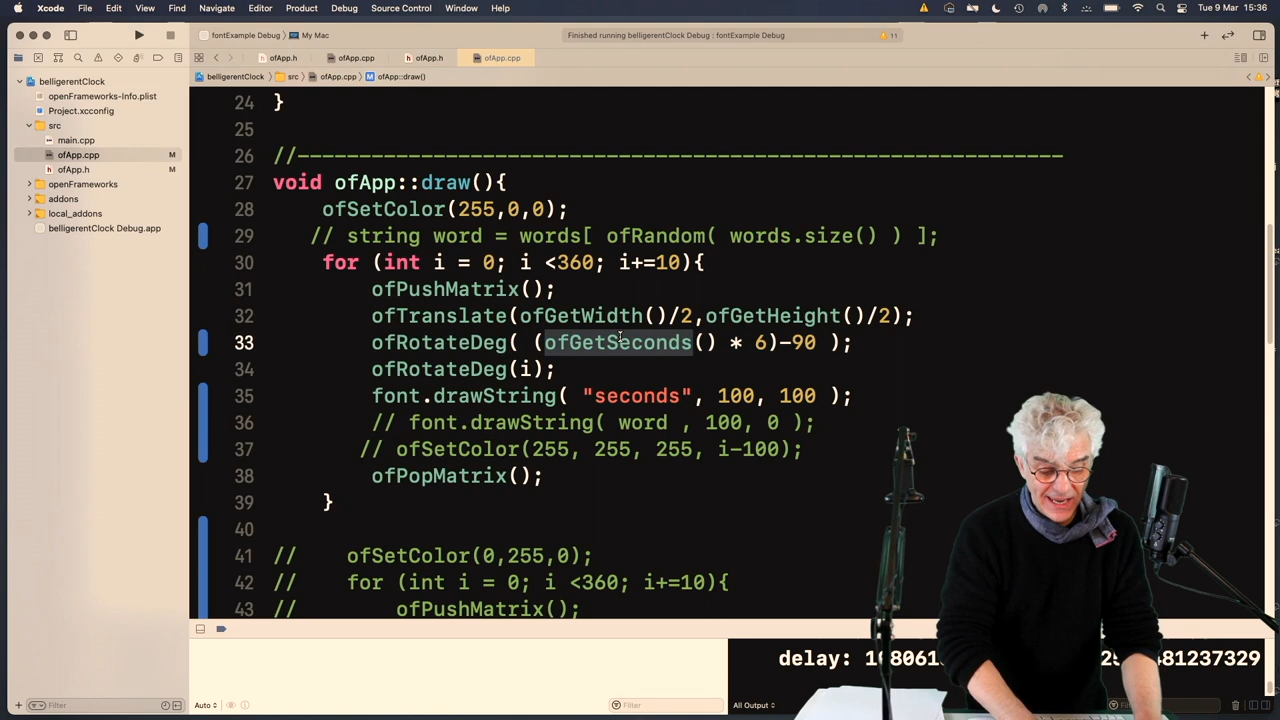 Xcode File Edit View Find Navigate Editor Product Debug Source Control Window Help Tue 9 Mar 15:36
fontExample Debug My Mac Finished running belligerentClock Debug : fontExample Debug 11
ofApp.h ofApp.cpp ofApp.h ofApp.cpp
belligerentClock src ofApp.cpp M ofApp::draw()
belligerentClock
openFrameworks-Info.plist
Project.xcconfig
src
main.cpp
ofApp.cpp M
ofApp.h M
openFrameworks
addons
local_addons
belligerentClock Debug.app
24 }
25
26 //---------------------------------------------------------------
27 void ofApp::draw(){
28 ofSetColor(255,0,0);
29 // string word = words[ ofRandom( words.size() ) ];
30 for (int i = 0; i <360; i+=10){
31 ofPushMatrix();
32 ofTranslate(ofGetWidth()/2,ofGetHeight()/2);
33 ofRotateDeg( (ofGetSeconds() * 6)-90 );
34 ofRotateDeg(i);
35 font.drawString( "seconds", 100, 100 );
36 // font.drawString( word , 100, 0 );
37 // ofSetColor(255, 255, 255, i-100);
38 ofPopMatrix();
39 }
40
41 // ofSetColor(0,255,0);
42 // for (int i = 0; i <360; i+=10){
43 // ofPushMatrix();
delay:
Filter Auto Filter All Output